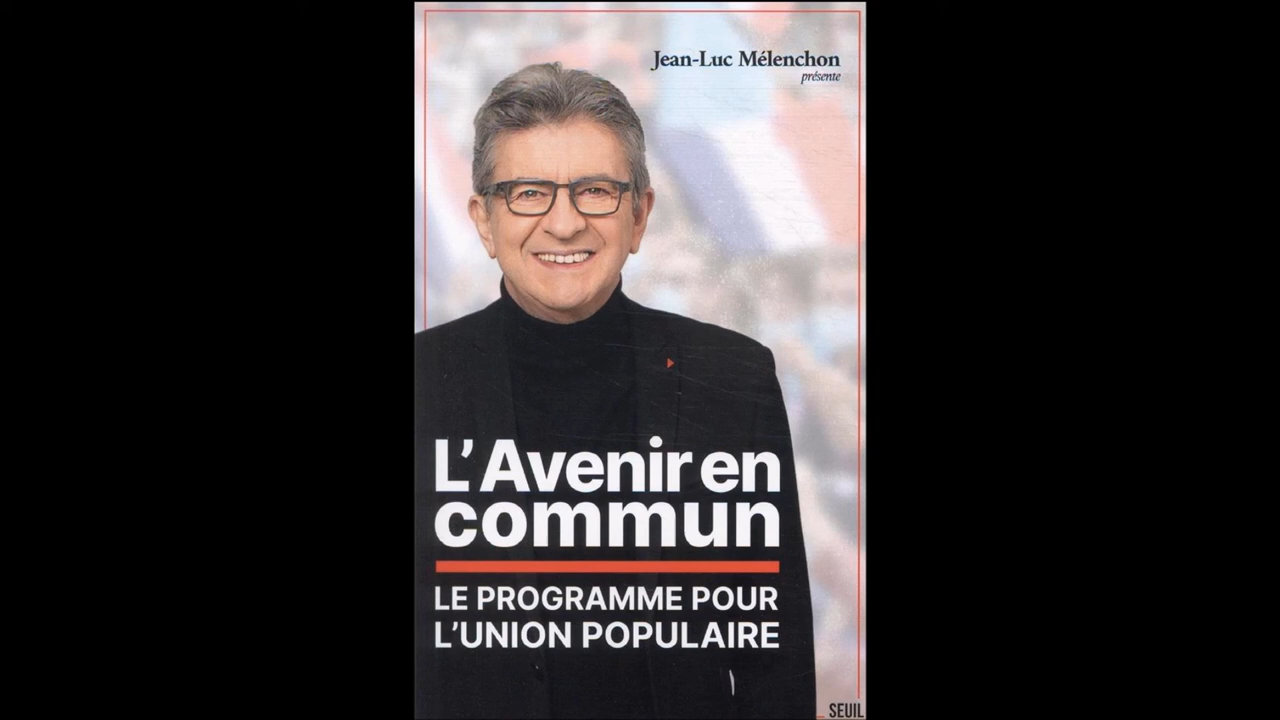 Jean-Luc Mélenchon
présente
L'Avenir en
commun
LE PROGRAMME POUR
L'UNION POPULAIRE
SEUIL